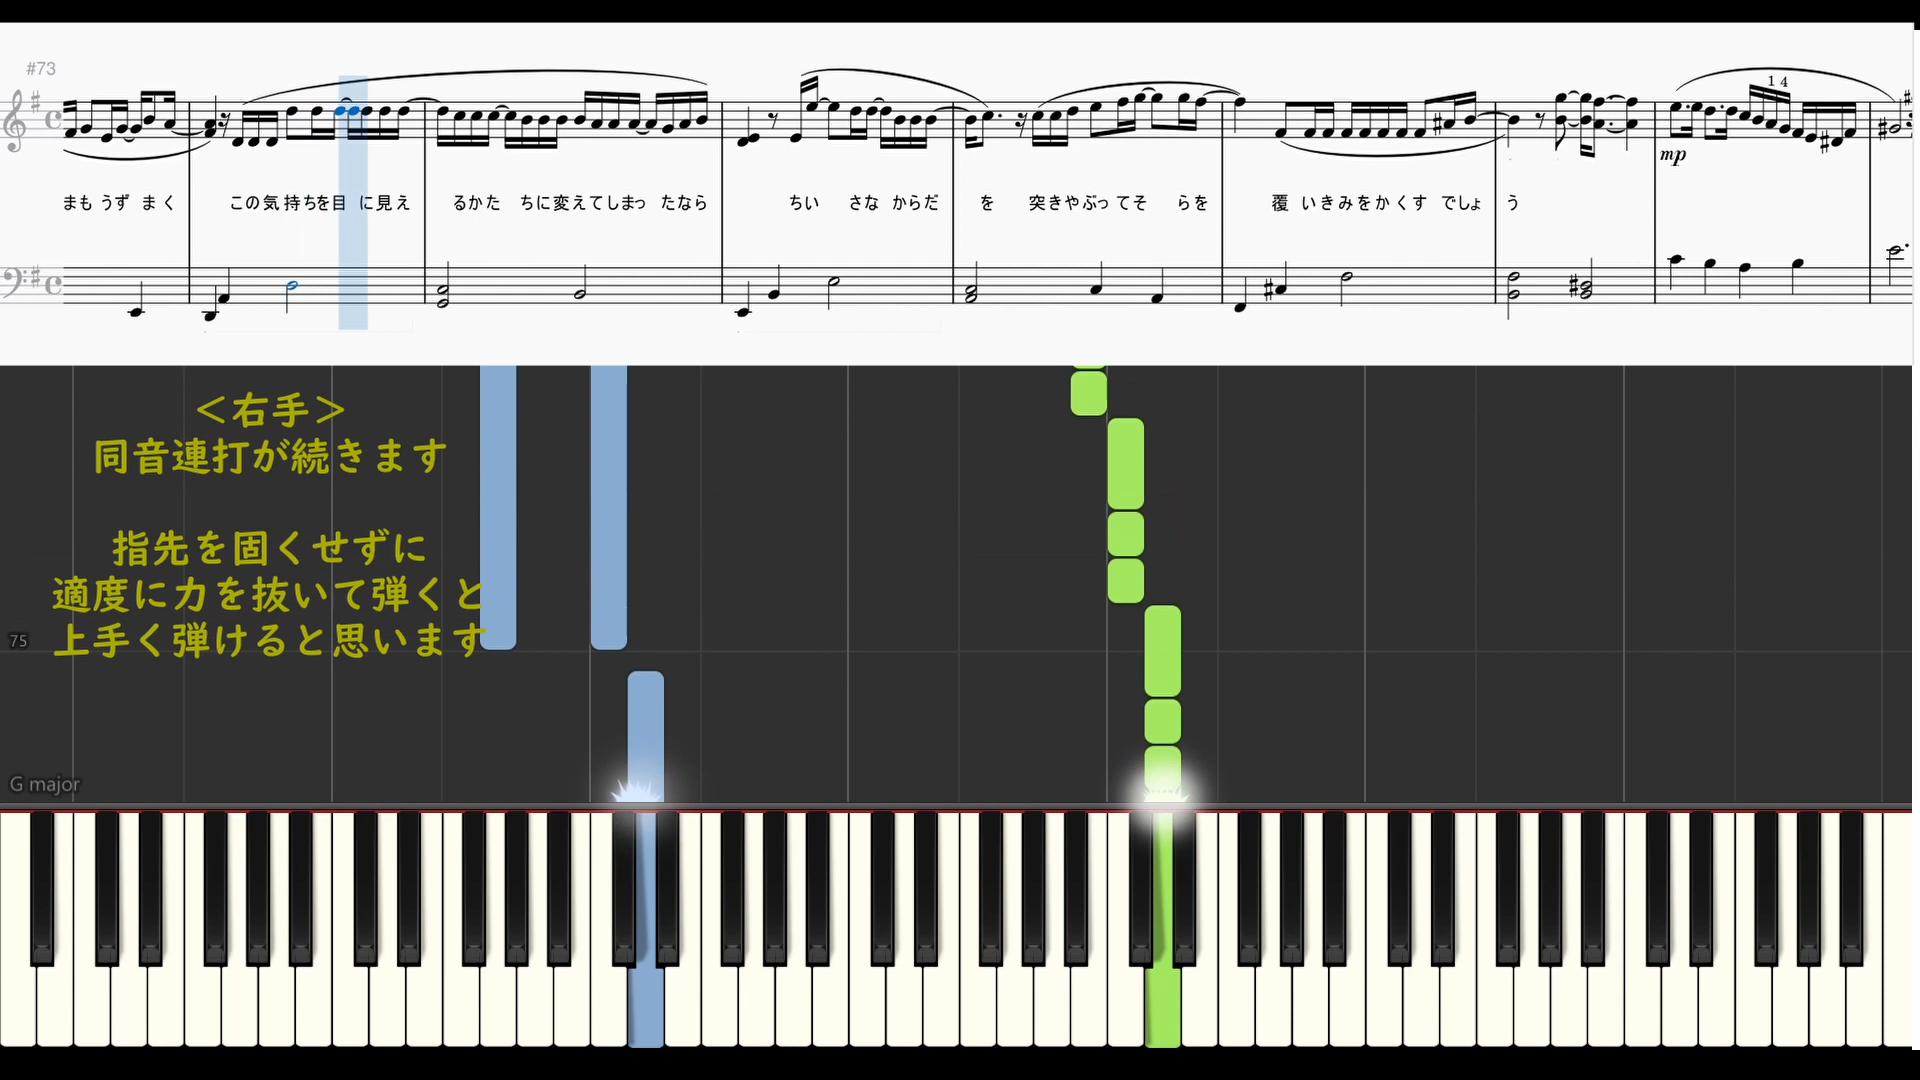 #73
1 4
mp
まもうず まく この気持ちを目 に見え るかた ちに変えてしまっ たなら ちい さな からだ を 突きやぶってそ らを 覆 いきみをかくす でしょ う
＜右手＞
同音連打が続きます
指先を固くせずに
適度に力を抜いて弾くと
上手く弾けると思います
75
G major